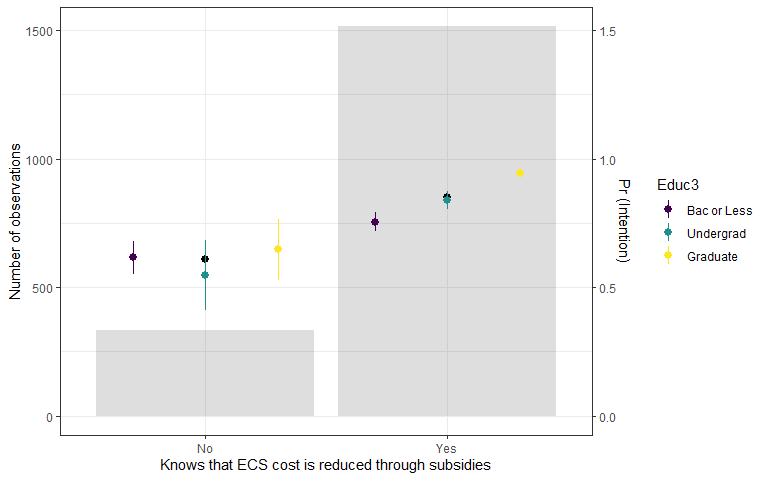 Number of observations
1500
1000
500
0
1.5
1.0
0.5
0.0
Pr (Intention)
No
Yes
Knows that ECS cost is reduced through subsidies
Educ3
Bac or Less
Undergrad
Graduate